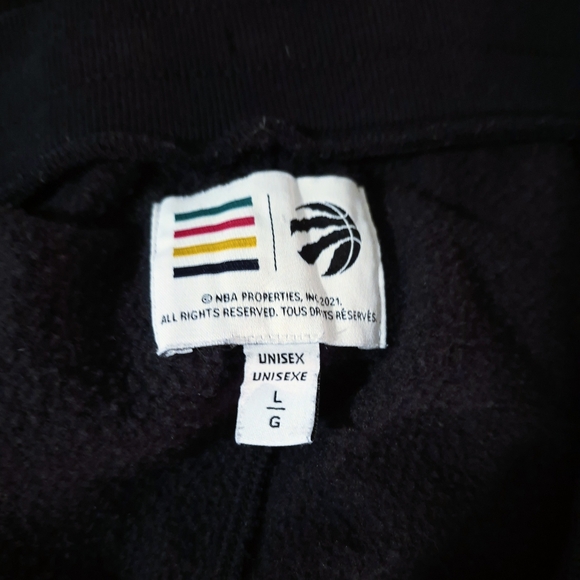 © NBA PROPERTIES, INC 2021.
ALL RIGHTS RESERVED. TOUS DROITS RÉSERVÉS.
UNISEX
UNISEXE
L
G